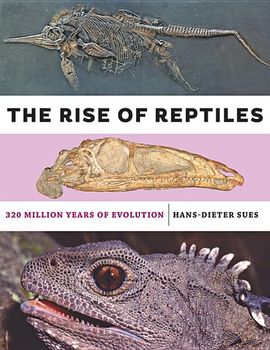 THE RISE OF REPTILES
320 MILLION YEARS OF EVOLUTION | HANS-DIETER SUES